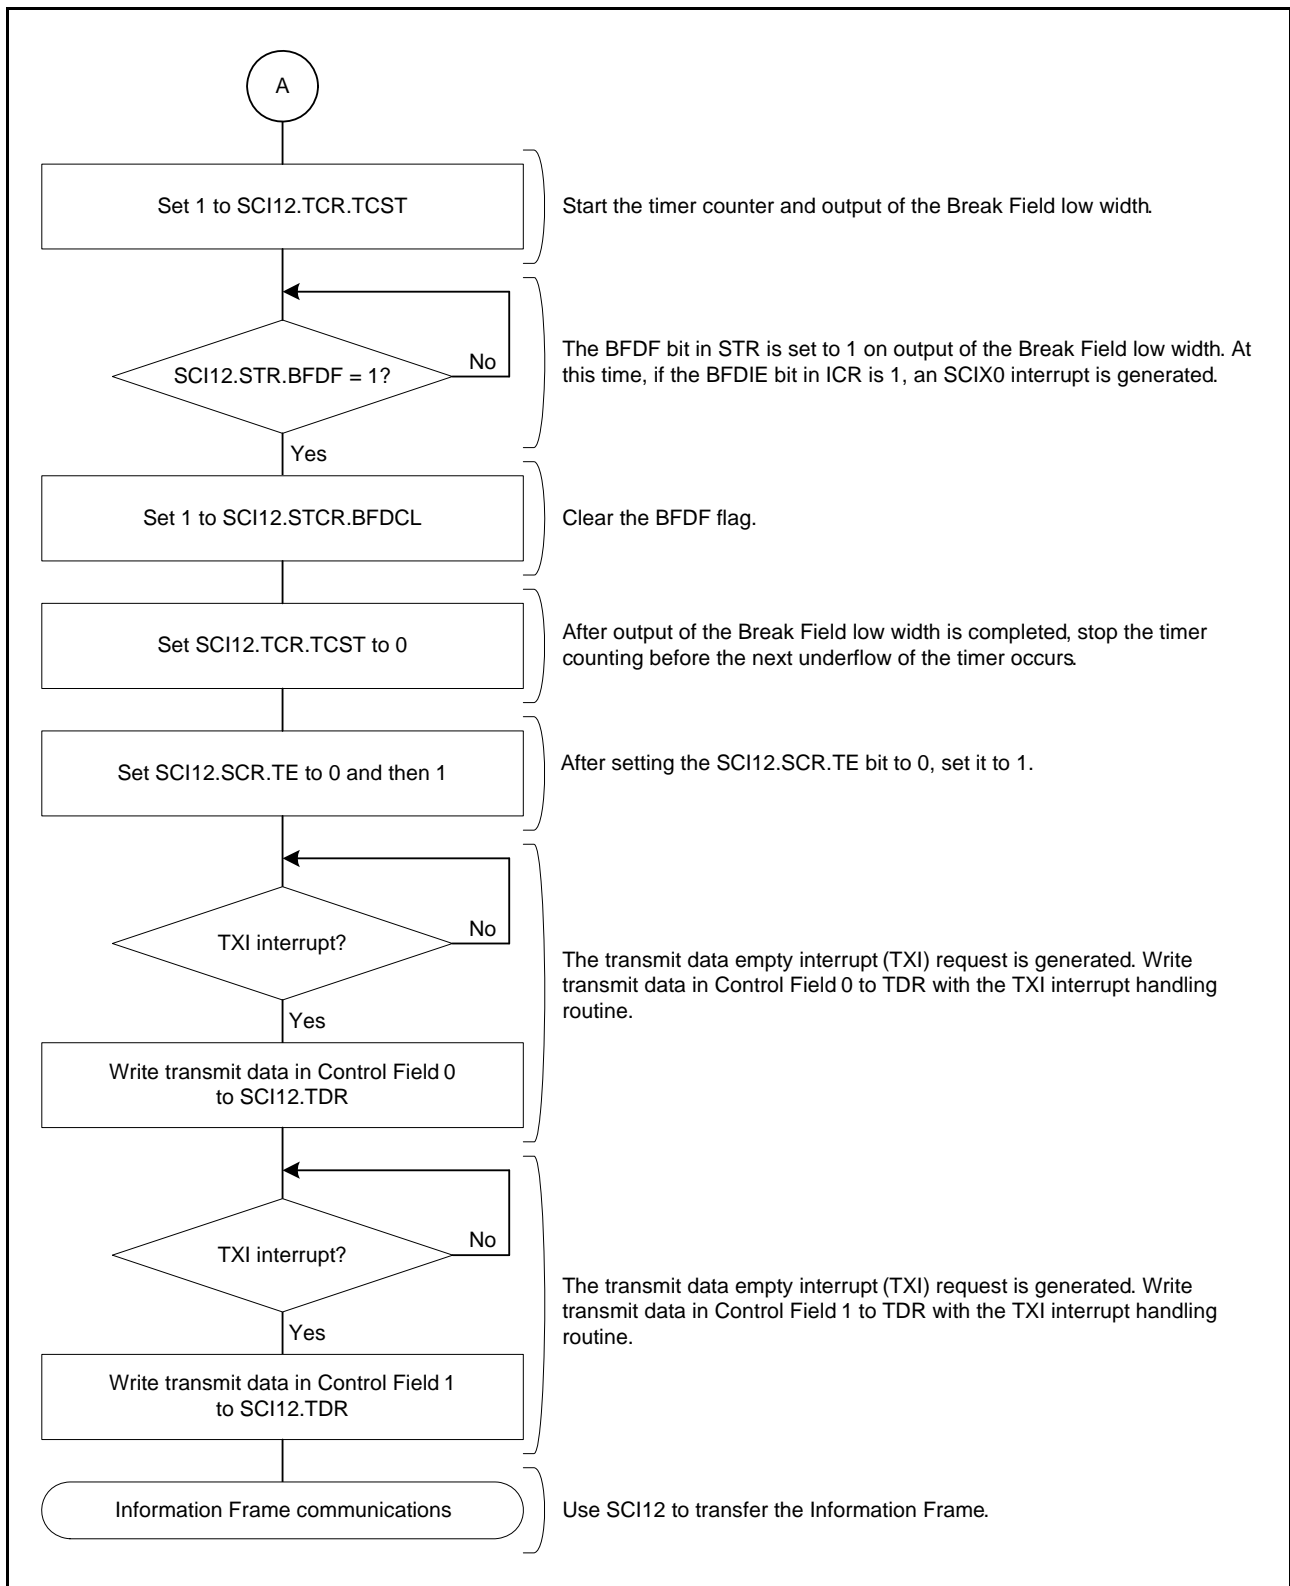 A
Set 1 to SCI12.TCR.TCST
Start the timer counter and output of the Break Field low width.
SCI12.STR.BFDF = 1?
No
The BFDF bit in STR is set to 1 on output of the Break Field low width. At
this time, if the BFDIE bit in ICR is 1, an SCIX0 interrupt is generated.
Yes
Set 1 to SCI12.STCR.BFDCL
Clear the BFDF flag.
Set SCI12.TCR.TCST to 0
After output of the Break Field low width is completed, stop the timer
counting before the next underflow of the timer occurs.
Set SCI12.SCR.TE to 0 and then 1
After setting the SCI12.SCR.TE bit to 0, set it to 1.
TXI interrupt?
No
The transmit data empty interrupt (TXI) request is generated. Write
transmit data in Control Field 0 to TDR with the TXI interrupt handling
routine.
Yes
Write transmit data in Control Field 0
to SCI12.TDR
TXI interrupt?
No
The transmit data empty interrupt (TXI) request is generated. Write
transmit data in Control Field 1 to TDR with the TXI interrupt handling
routine.
Yes
Write transmit data in Control Field 1
to SCI12.TDR
Information Frame communications
Use SCI12 to transfer the Information Frame.